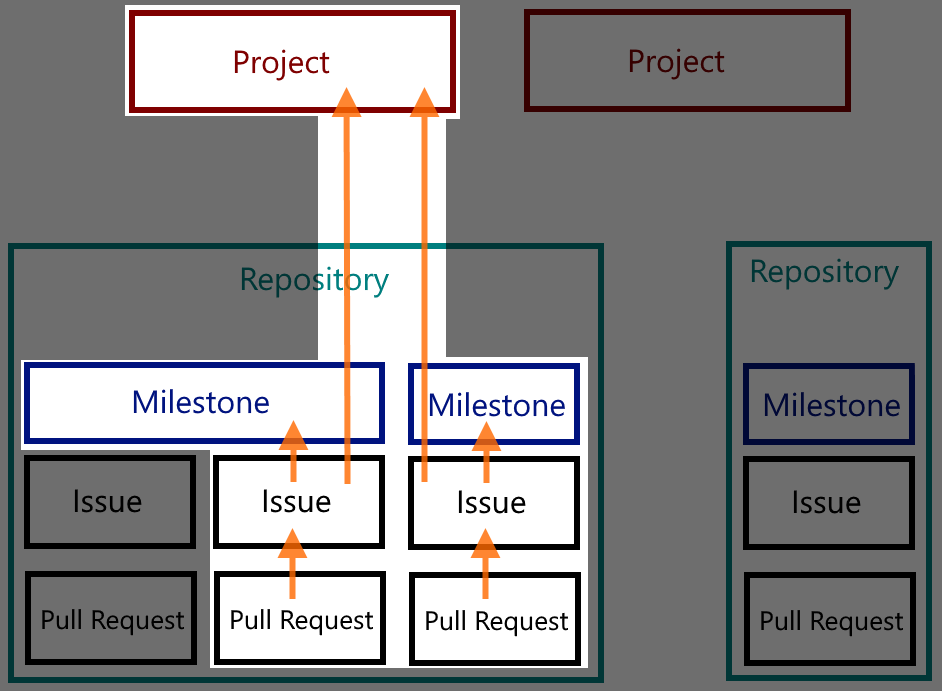 Project
Project
Repository
Repository
Milestone
Milestone
Milestone
Issue
Issue
Issue
Issue
Pull Request
Pull Request
Pull Request
Pull Request